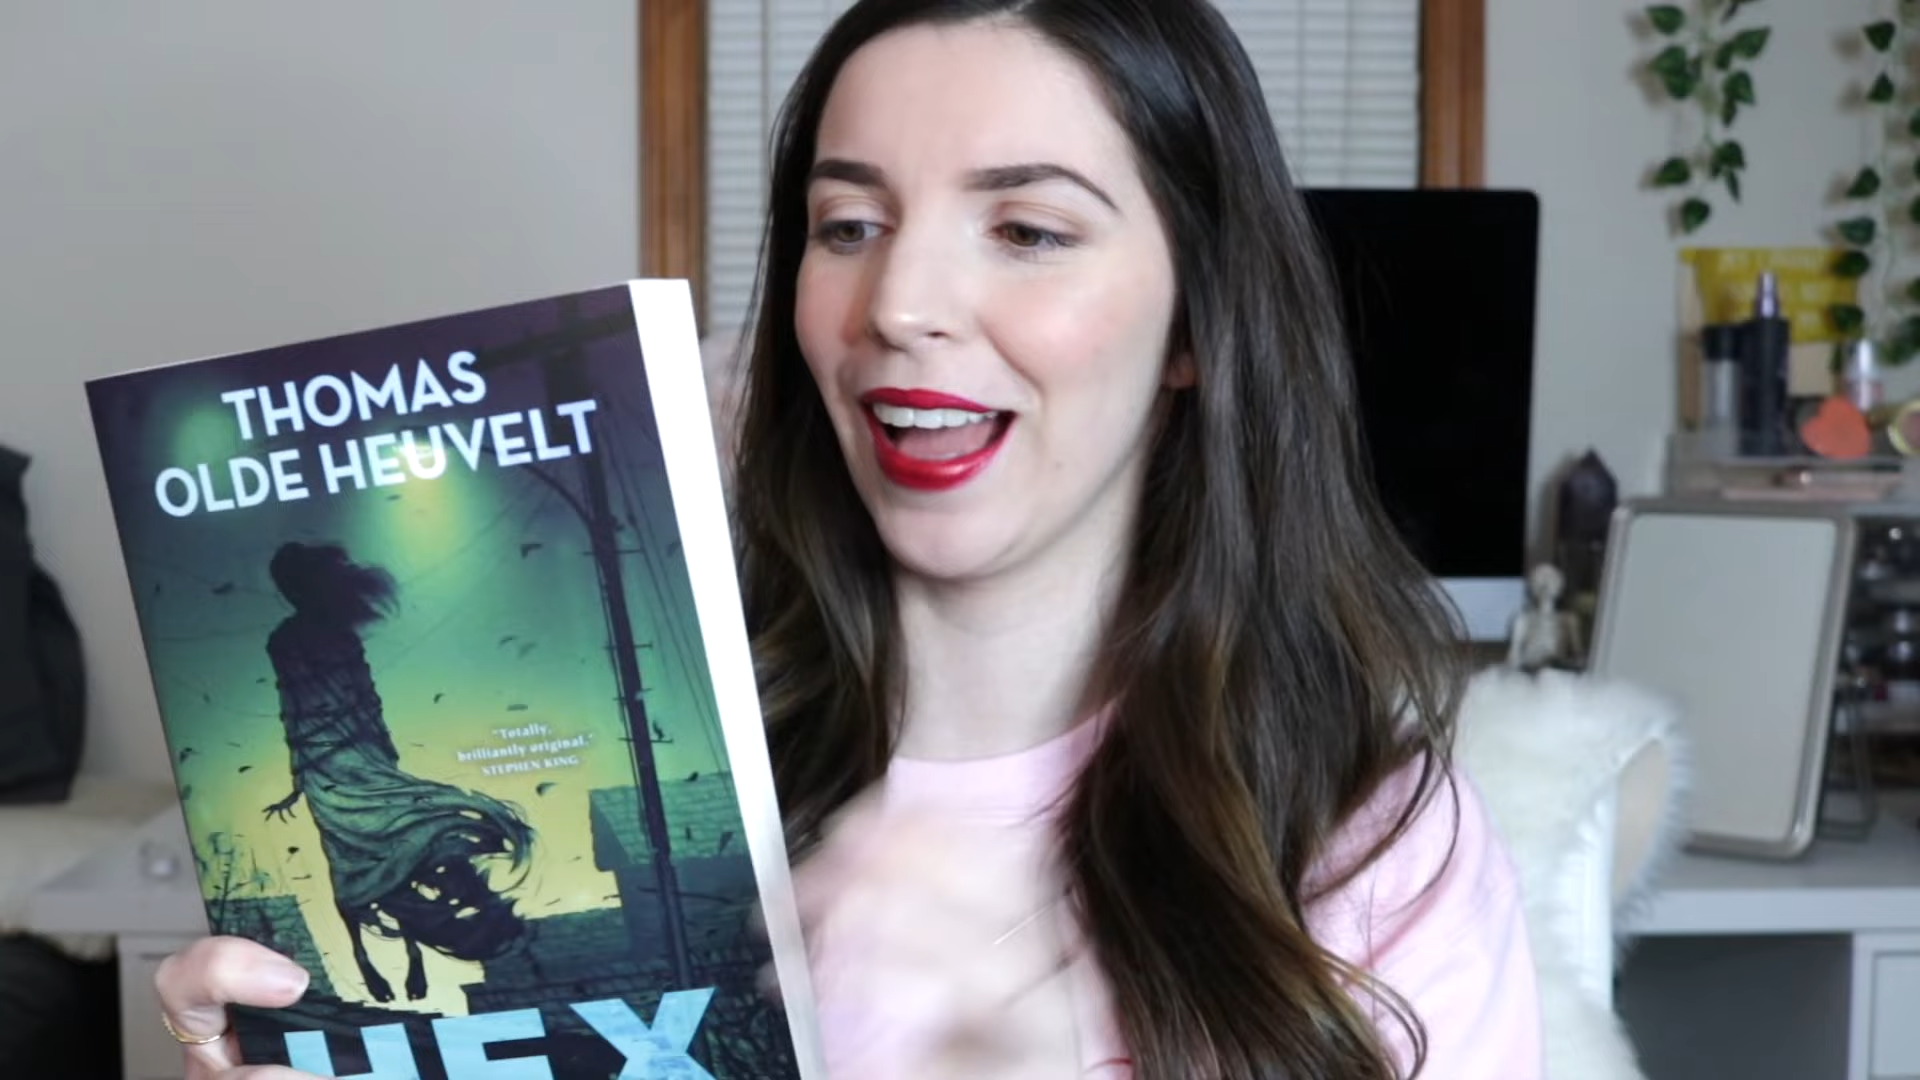 THOMAS
OLDE HEUVELT
"Totally,
brilliantly original."
STEPHEN KING
HEX